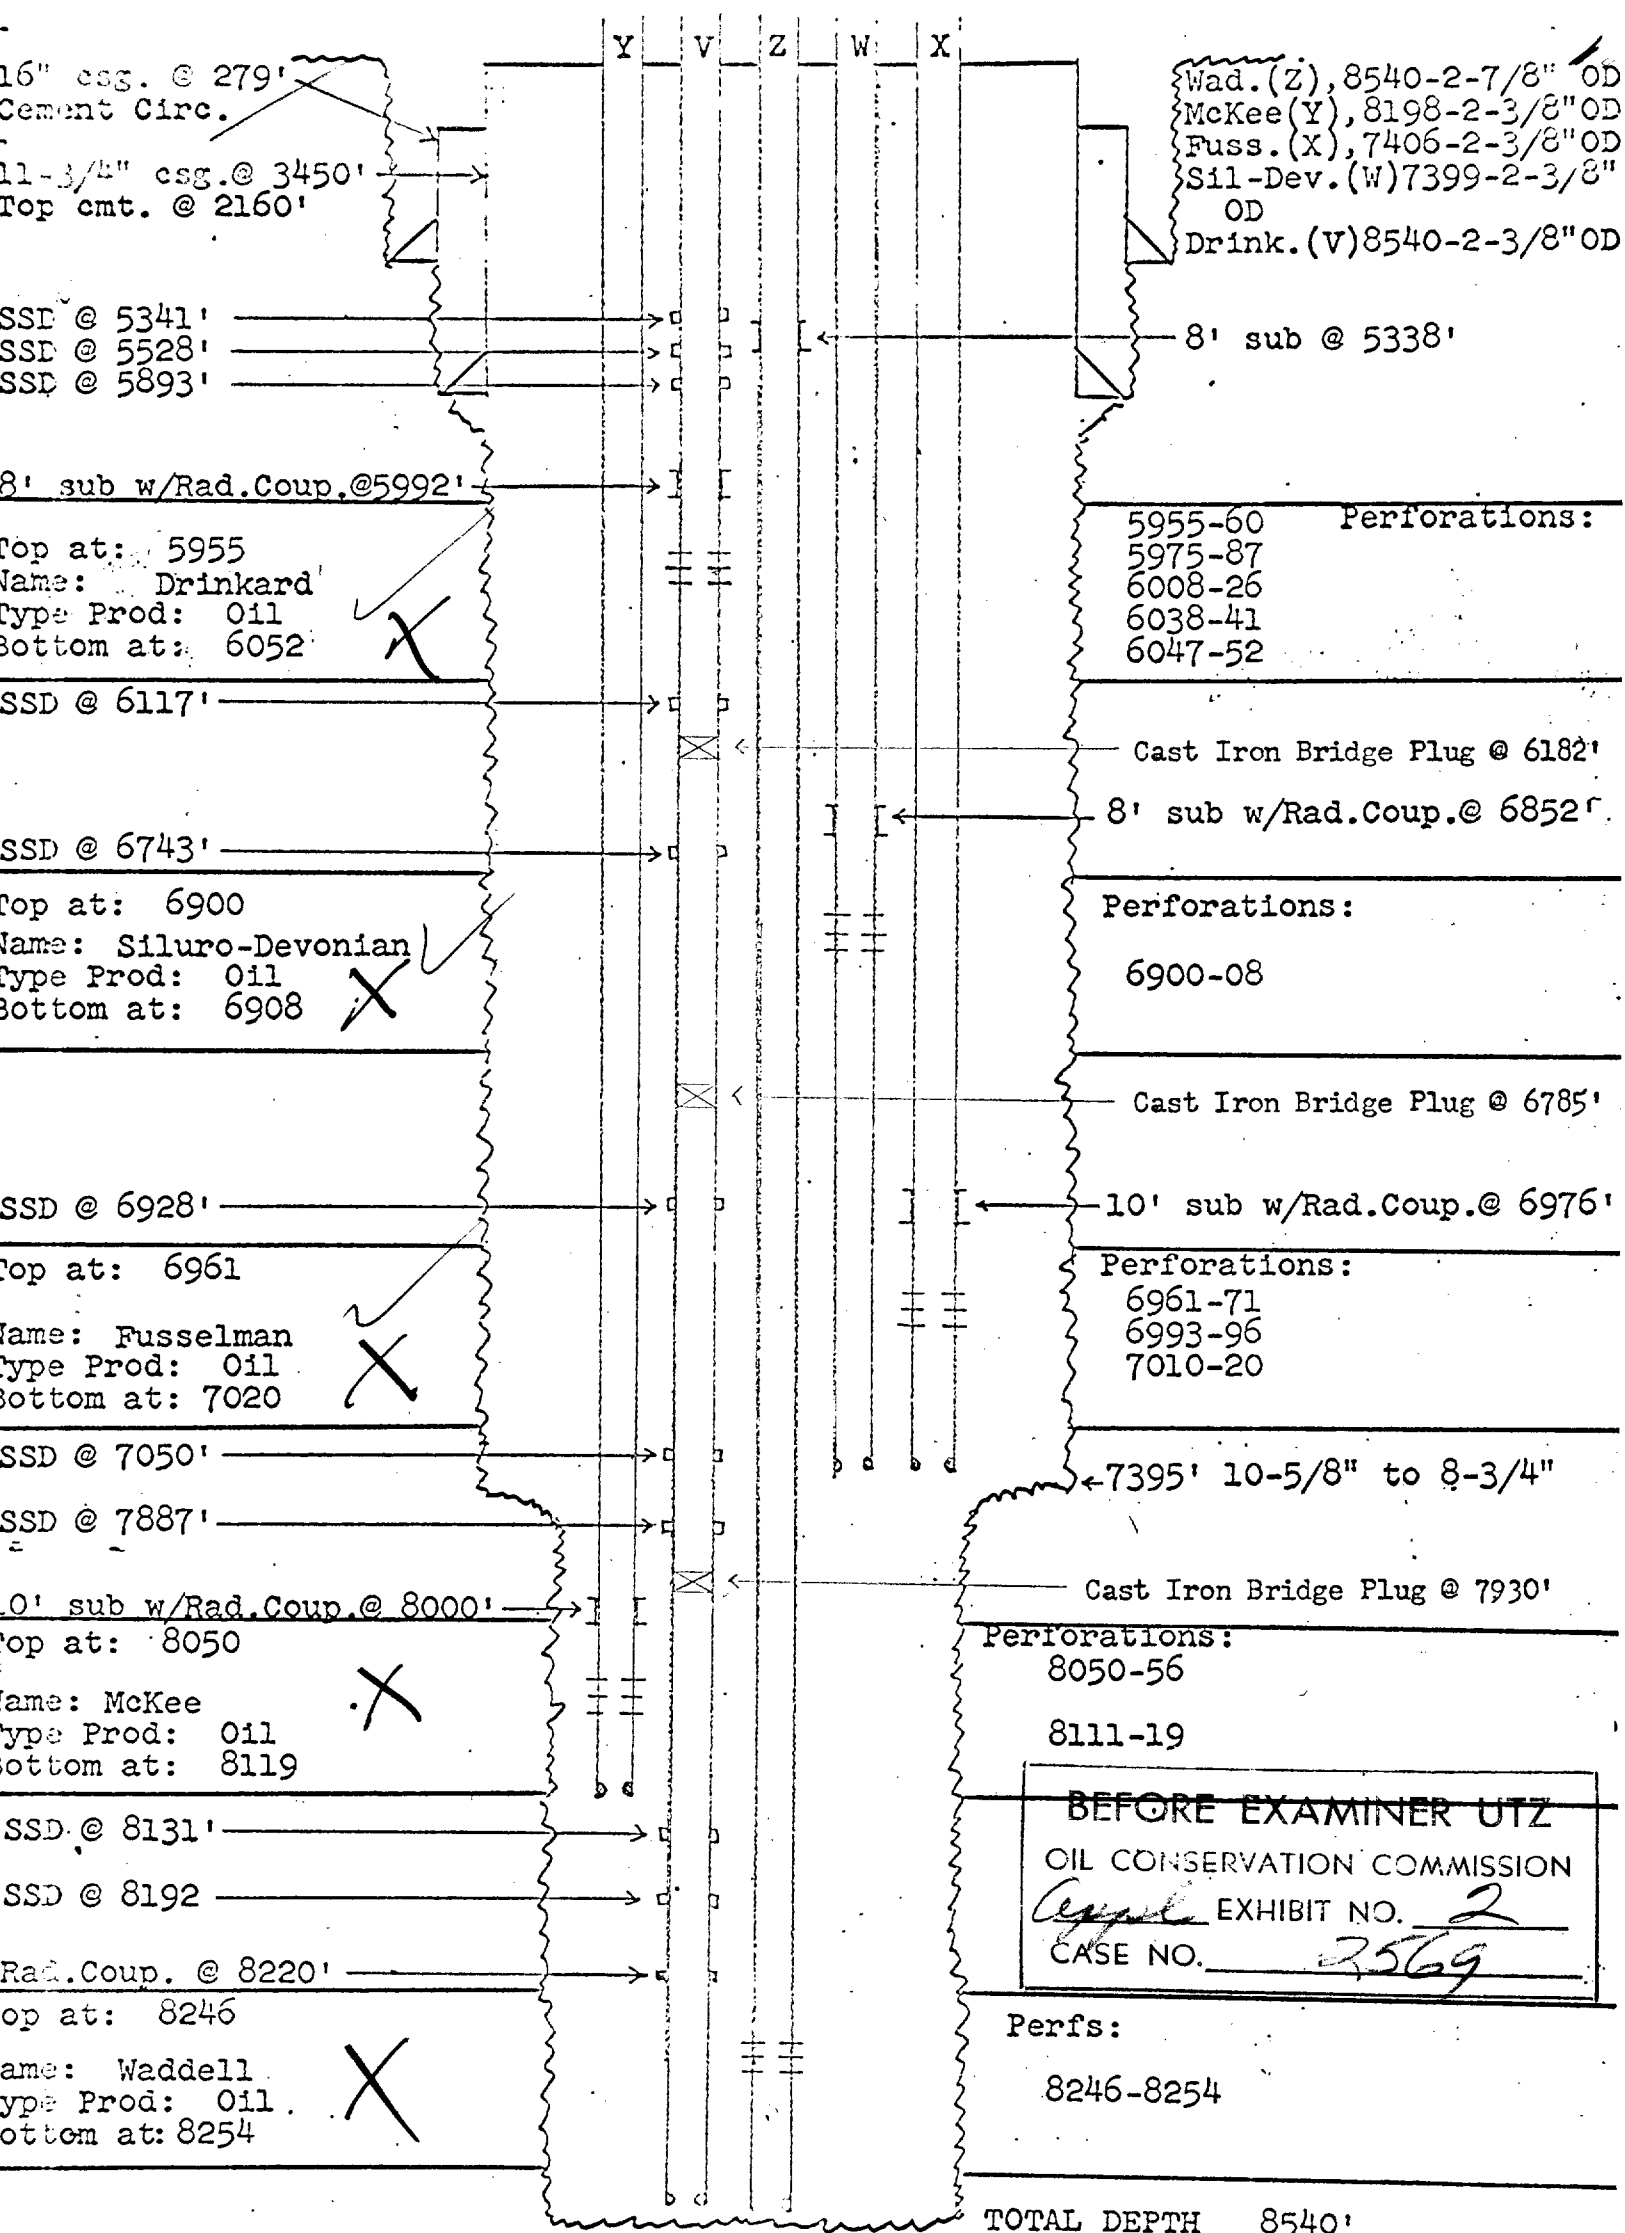 Y V Z W X
16" csg. @ 279'
Cement Circ.
11-3/4" csg.@ 3450'
Top cmt. @ 2160'
Wad.(Z),8540-2-7/8" OD
McKee(Y),8198-2-3/8"OD
Fuss.(X),7406-2-3/8"OD
Sil-Dev.(W)7399-2-3/8"
OD
Drink.(V)8540-2-3/8"OD
SSD @ 5341'
SSD @ 5528'
SSD @ 5893'
8' sub @ 5338'
8' sub w/Rad.Coup.@5992'
Top at: 5955
Name: Drinkard
Type Prod: Oil
Bottom at: 6052
5955-60 Perforations:
5975-87
6008-26
6038-41
6047-52
SSD @ 6117'
Cast Iron Bridge Plug @ 6182'
8' sub w/Rad.Coup.@ 6852'
SSD @ 6743'
Top at: 6900
Name: Siluro-Devonian
Type Prod: Oil
Bottom at: 6908
Perforations:
6900-08
Cast Iron Bridge Plug @ 6785'
SSD @ 6928'
10' sub w/Rad.Coup.@ 6976'
Top at: 6961
Name: Fusselman
Type Prod: Oil
Bottom at: 7020
Perforations:
6961-71
6993-96
7010-20
SSD @ 7050'
7395' 10-5/8" to 8-3/4"
SSD @ 7887'
Cast Iron Bridge Plug @ 7930'
10' sub w/Rad.Coup.@ 8000'
Top at: 8050
Name: McKee
Type Prod: Oil
Bottom at: 8119
Perforations:
8050-56
8111-19
SSD @ 8131'
SSD @ 8192
BEFORE EXAMINER UTZ
OIL CONSERVATION COMMISSION
EXHIBIT NO. 2
CASE NO. 2569
Rad.Coup. @ 8220'
op at: 8246
ame: Waddell
ype Prod: Oil.
ottom at: 8254
Perfs:
8246-8254
TOTAL DEPTH 8540'